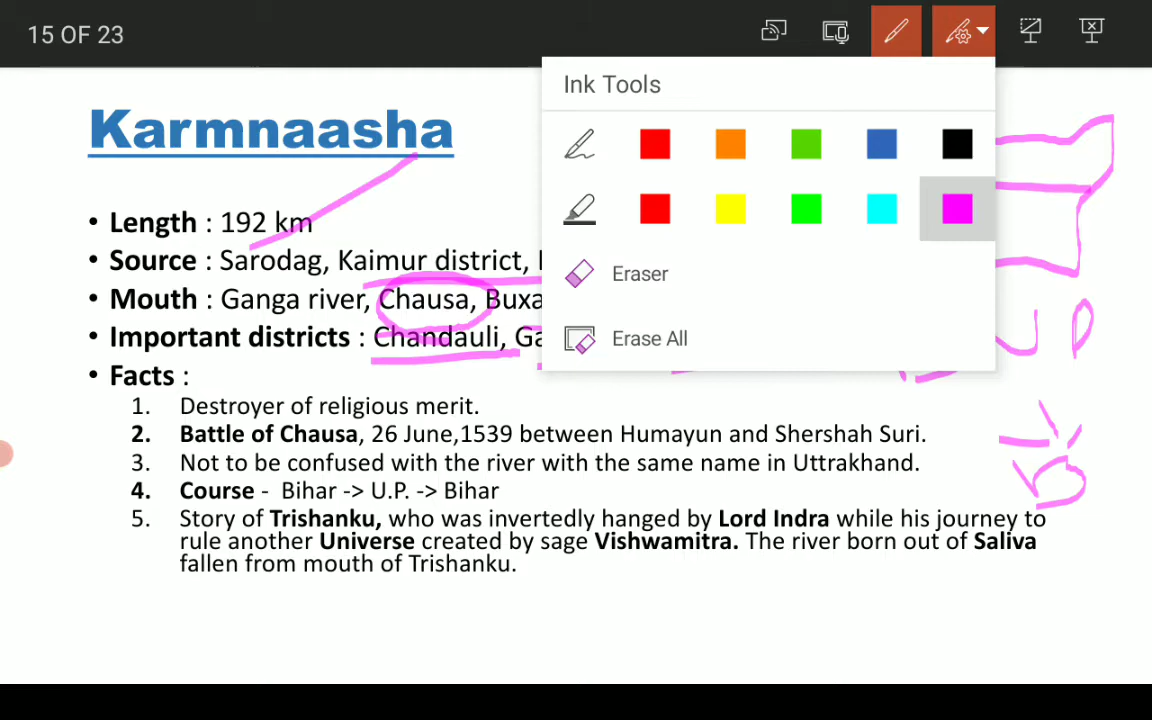 15 OF 23
Ink Tools
Karmnaasha
• Length : 192 km
• Source : Sarodag, Kaimur district,
Eraser
• Mouth : Ganga river, Chausa, Buxa
• Important districts : Chandauli, Ga
Erase All
UP
• Facts :
1. Destroyer of religious merit.
2. Battle of Chausa, 26 June,1539 between Humayun and Shershah Suri.
3. Not to be confused with the river with the same name in Uttrakhand.
4. Course - Bihar -> U.P. -> Bihar
5. Story of Trishanku, who was invertedly hanged by Lord Indra while his journey to
rule another Universe created by sage Vishwamitra. The river born out of Saliva
fallen from mouth of Trishanku.